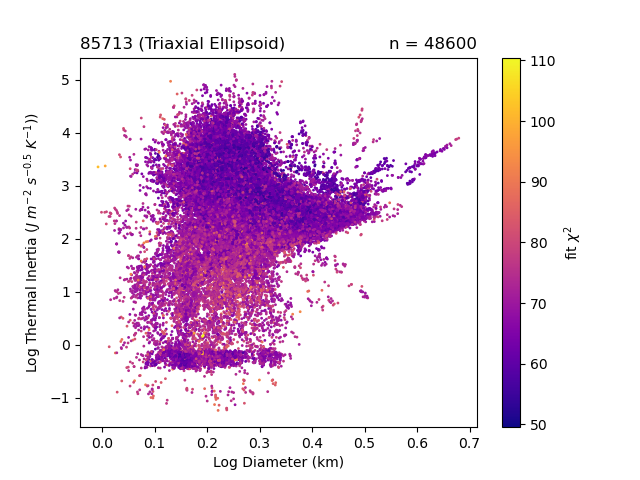 85713 (Triaxial Ellipsoid) n = 48600
Log Thermal Inertia (J m⁻² s⁻⁰·⁵ K⁻¹))
5
4
3
2
1
0
−1
0.0 0.1 0.2 0.3 0.4 0.5 0.6 0.7
Log Diameter (km)
110
100
90
80
70
60
50
fit χ²